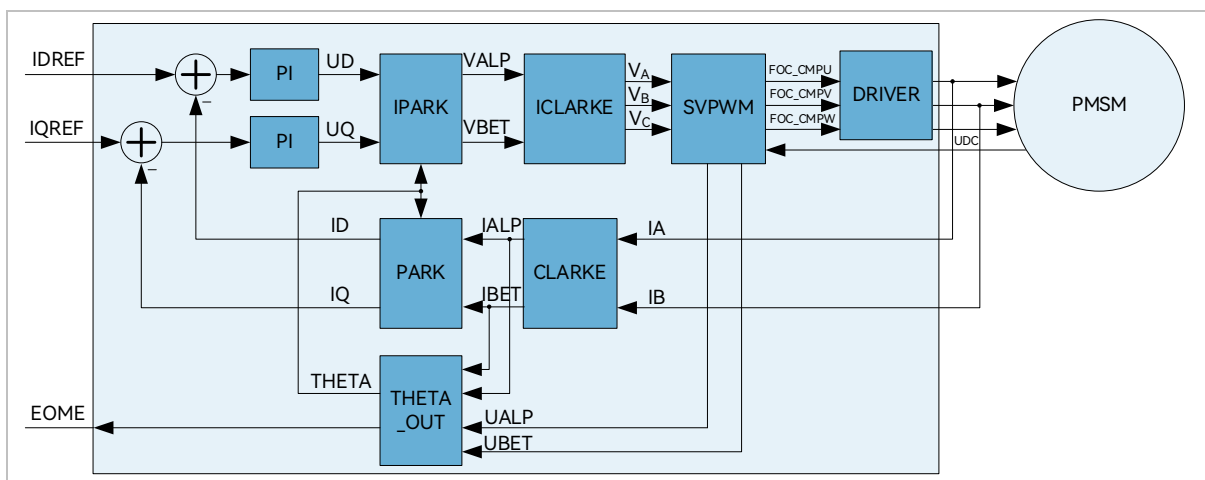 IDREF
IQREF
PI
UD
PI
UQ
IPARK
VALP
VBET
ICLARKE
VA
VB
VC
SVPWM
FOC_CMPU
FOC_CMPV
FOC_CMPW
DRIVER
UDC
PMSM
ID
IQ
PARK
IALP
IBET
CLARKE
IA
IB
THETA
EOME
THETA
_OUT
UALP
UBET